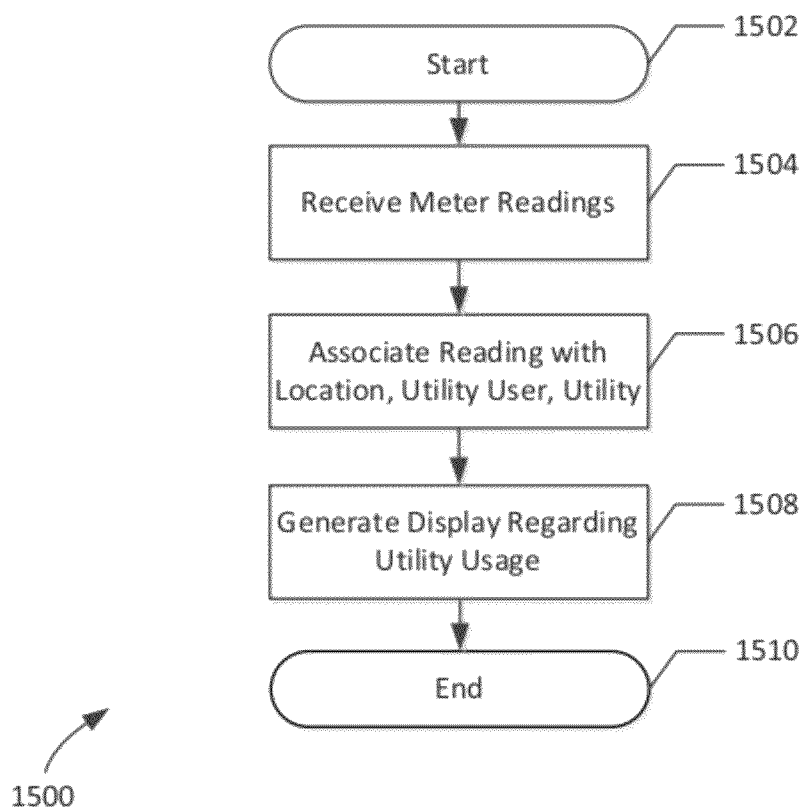 Start
1502
Receive Meter Readings
1504
Associate Reading with
Location, Utility User, Utility
1506
Generate Display Regarding
Utility Usage
1508
End
1510
1500